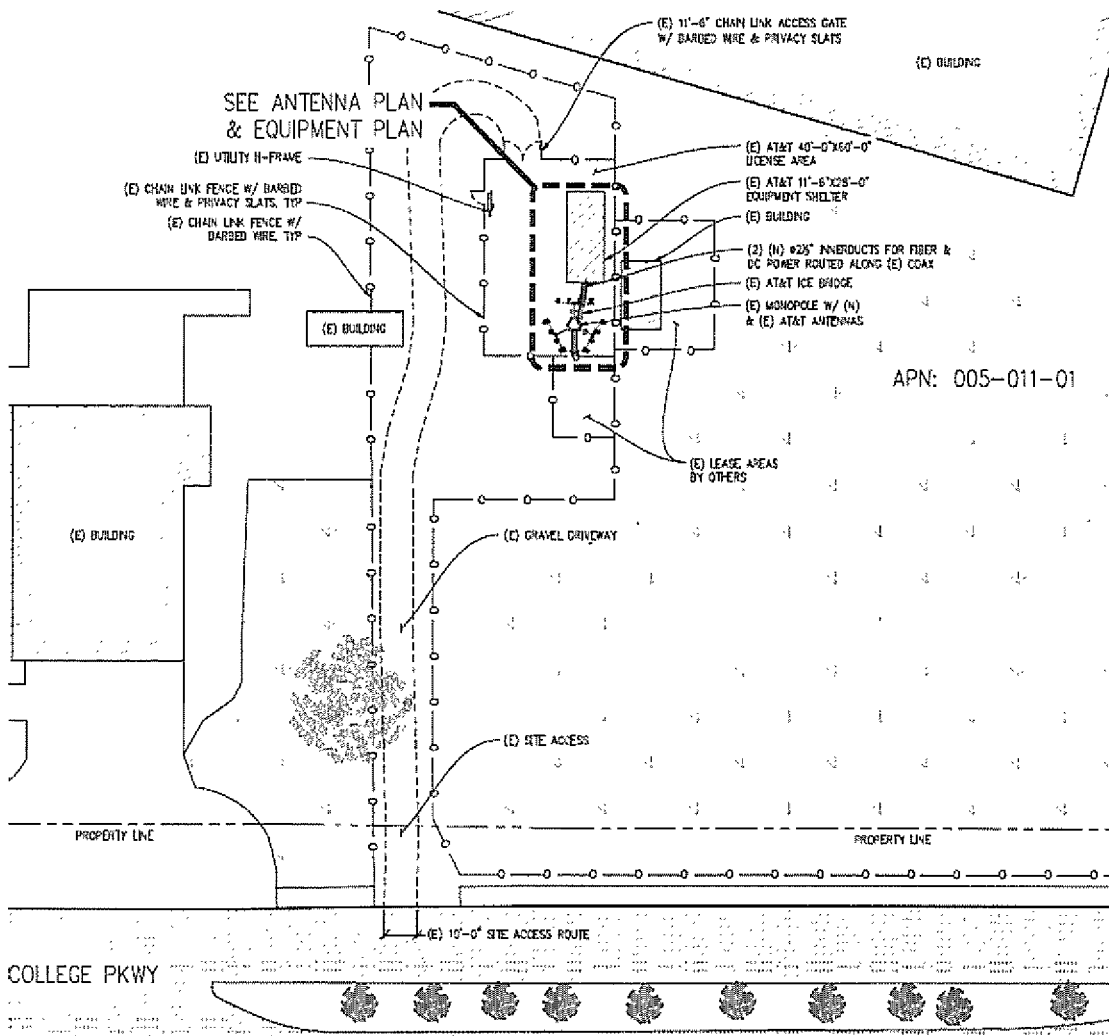 (E) 11'-6" CHAIN LINK ACCESS GATE
W/ BARBED WIRE & PRIVACY SLATS
(E) BUILDING
SEE ANTENNA PLAN
& EQUIPMENT PLAN
(E) UTILITY H-FRAME
(E) CHAIN LINK FENCE W/ BARBED
WIRE & PRIVACY SLATS, TYP
(E) CHAIN LINK FENCE W/
BARBED WIRE, TYP
(E) BUILDING
(E) AT&T 40'-0"X60'-0"
LICENSE AREA
(E) AT&T 11'-6"X28'-0"
EQUIPMENT SHELTER
(E) BUILDING
(2) (N) INNERDUCTS FOR FIBER &
DC POWER ROUTED ALONG (E) COAX
(E) AT&T ICE BRIDGE
(E) MONOPOLE W/ (N)
& (E) AT&T ANTENNAS
APN: 005-011-01
(E) LEASE AREAS
BY OTHERS
(E) BUILDING
(E) GRAVEL DRIVEWAY
(E) SITE ACCESS
PROPERTY LINE
PROPERTY LINE
(E) 10'-0" SITE ACCESS ROUTE
COLLEGE PKWY